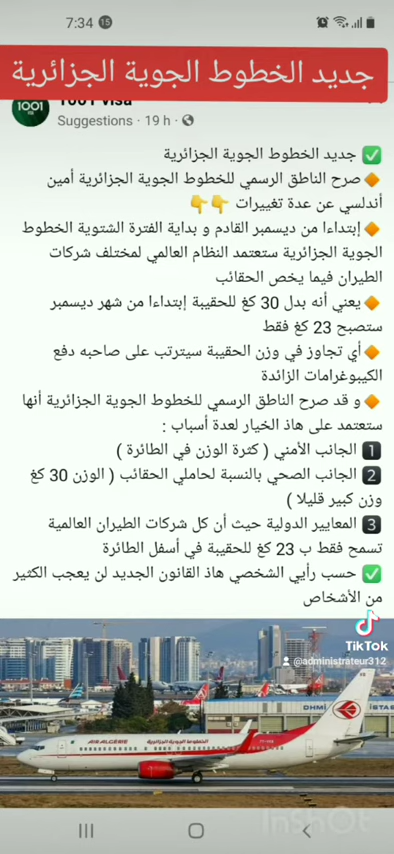 7:34
15
جديد الخطوط الجوية الجزائرية
1001 visa
1001
Suggestions · 19 h ·
✅ جديد الخطوط الجوية الجزائرية
🔶صرح الناطق الرسمي للخطوط الجوية الجزائرية أمين
أندلسي عن عدة تغييرات 👇👇
🔶إبتداءا من ديسمبر القادم و بداية الفترة الشتوية الخطوط
الجوية الجزائرية ستعتمد النظام العالمي لمختلف شركات
الطيران فيما يخص الحقائب
🔶يعني أنه بدل 30 كغ للحقيبة إبتداءا من شهر ديسمبر
ستصبح 23 كغ فقط
🔶أي تجاوز في وزن الحقيبة سيترتب على صاحبه دفع
الكيبوغرامات الزائدة
🔶و قد صرح الناطق الرسمي للخطوط الجوية الجزائرية أنها
ستعتمد على هاذ الخيار لعدة أسباب :
1️⃣ الجانب الأمني ( كثرة الوزن في الطائرة )
2️⃣ الجانب الصحي بالنسبة لحاملي الحقائب ( الوزن 30 كغ
وزن كبير قليلا )
3️⃣ المعايير الدولية حيث أن كل شركات الطيران العالمية
تسمح فقط ب 23 كغ للحقيبة في أسفل الطائرة
✅ حسب رأيي الشخصي هاذ القانون الجديد لن يعجب الكثير
من الأشخاص
TikTok
@administrateur312
DHMİ
İSTA
AIR ALGERIE
الخطوط الجوية الجزائرية
InShOt